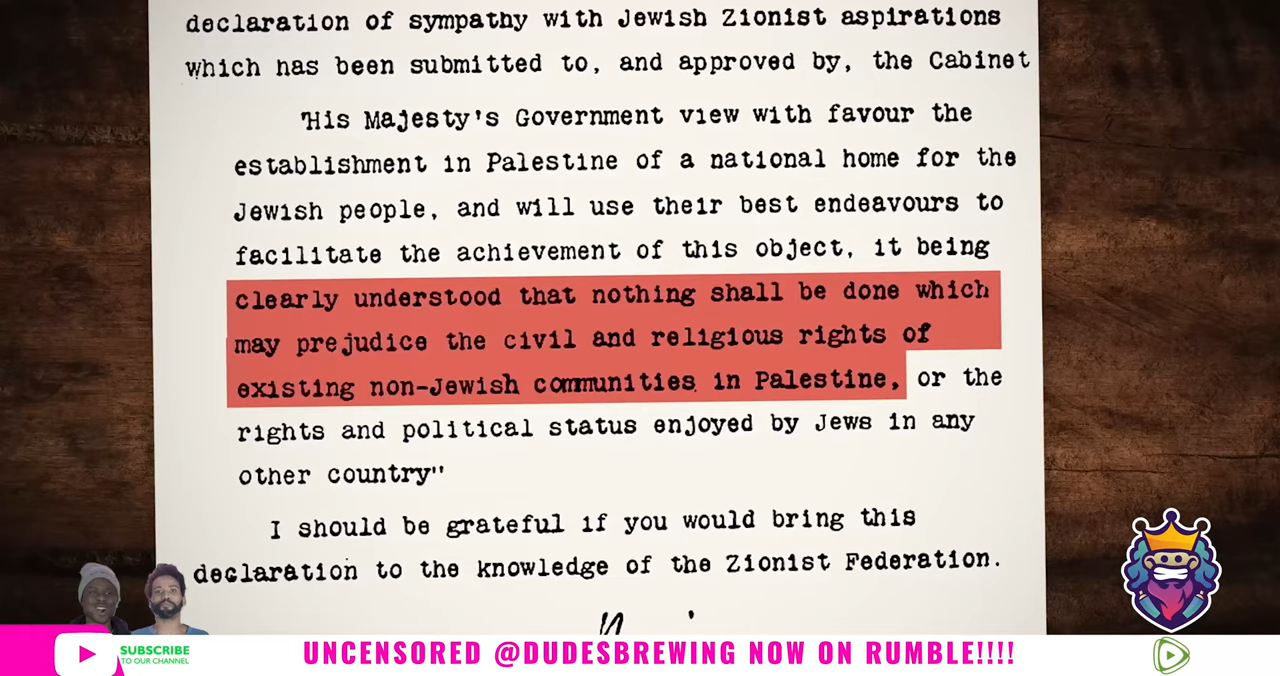 declaration of sympathy with Jewish Zionist aspirations
which has been submitted to, and approved by, the Cabinet
"His Majesty's Government view with favour the
establishment in Palestine of a national home for the
Jewish people, and will use their best endeavours to
facilitate the achievement of this object, it being
clearly understood that nothing shall be done which
may prejudice the civil and religious rights of
existing non-Jewish communities in Palestine, or the
rights and political status enjoyed by Jews in any
other country"
I should be grateful if you would bring this
declaration to the knowledge of the Zionist Federation.
SUBSCRIBE
TO OUR CHANNEL
UNCENSORED @DUDESBREWING NOW ON RUMBLE!!!!